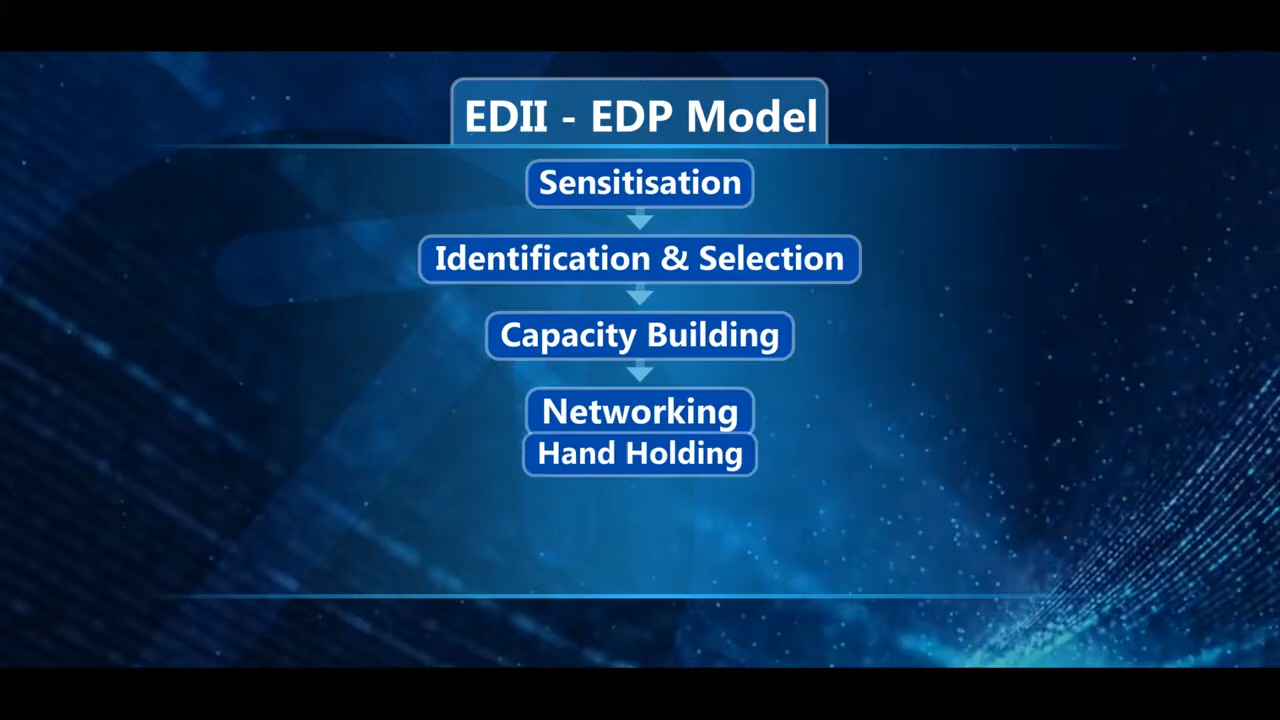 EDII - EDP Model
Sensitisation
Identification & Selection
Capacity Building
Networking
Hand Holding